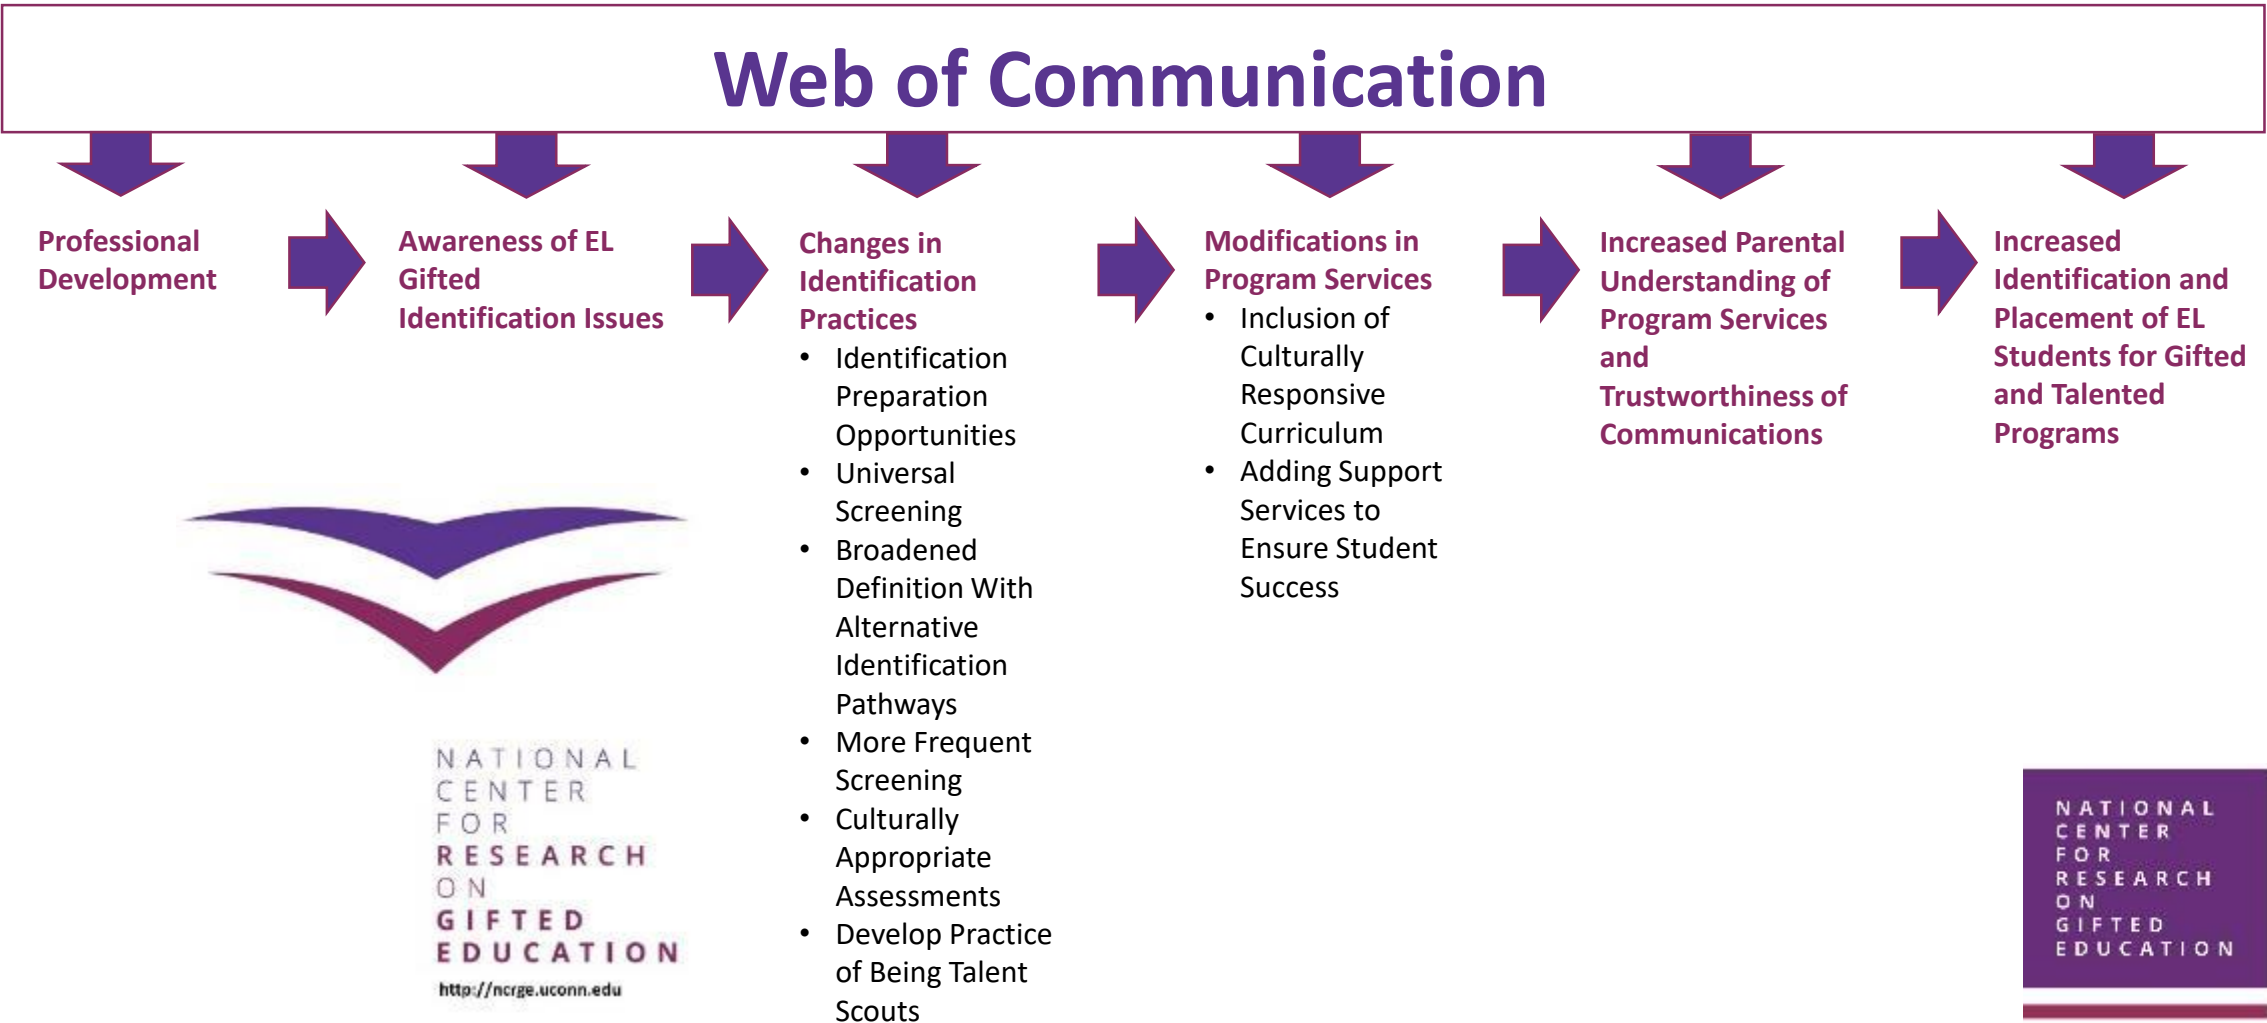 Web of Communication
Professional
Development
Awareness of EL
Gifted
Identification Issues
Changes in
Identification
Practices
• Identification
Preparation
Opportunities
• Universal
Screening
• Broadened
Definition With
Alternative
Identification
Pathways
• More Frequent
Screening
• Culturally
Appropriate
Assessments
• Develop Practice
of Being Talent
Scouts
Modifications in
Program Services
• Inclusion of
Culturally
Responsive
Curriculum
• Adding Support
Services to
Ensure Student
Success
Increased Parental
Understanding of
Program Services
and
Trustworthiness of
Communications
Increased
Identification and
Placement of EL
Students for Gifted
and Talented
Programs
NATIONAL
CENTER
FOR
RESEARCH
ON
GIFTED
EDUCATION
http://ncrge.uconn.edu
NATIONAL
CENTER
FOR
RESEARCH
ON
GIFTED
EDUCATION